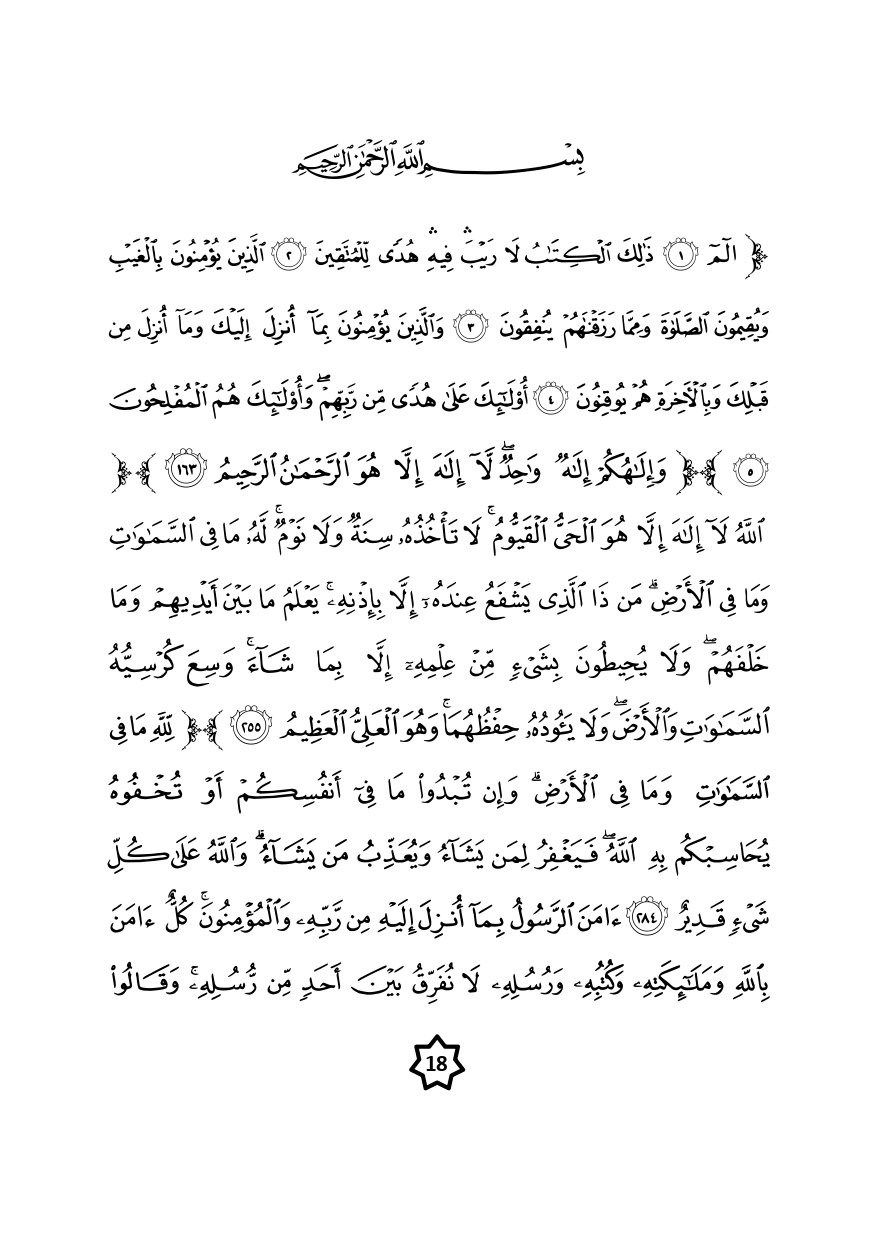 بِسْمِ ٱللَّهِ ٱلرَّحْمَٰنِ ٱلرَّحِيمِ
﴿ الٓمٓ ١ ذَٰلِكَ ٱلْكِتَٰبُ لَا رَيْبَۛ فِيهِۛ هُدًى لِّلْمُتَّقِينَ ٢ ٱلَّذِينَ يُؤْمِنُونَ بِٱلْغَيْبِ
وَيُقِيمُونَ ٱلصَّلَوٰةَ وَمِمَّا رَزَقْنَٰهُمْ يُنفِقُونَ ٣ وَٱلَّذِينَ يُؤْمِنُونَ بِمَآ أُنزِلَ إِلَيْكَ وَمَآ أُنزِلَ مِن
قَبْلِكَ وَبِٱلْأَخِرَةِ هُمْ يُوقِنُونَ ٤ أُوْلَٰٓئِكَ عَلَىٰ هُدًى مِّن رَّبِّهِمْۖ وَأُوْلَٰٓئِكَ هُمُ ٱلْمُفْلِحُونَ
٥ ﴾ ﴿ وَإِلَٰهُكُمْ إِلَٰهٌ وَٰحِدٌۖ لَّآ إِلَٰهَ إِلَّا هُوَ ٱلرَّحْمَٰنُ ٱلرَّحِيمُ ١٦٣ ﴾ ﴿
ٱللَّهُ لَآ إِلَٰهَ إِلَّا هُوَ ٱلْحَىُّ ٱلْقَيُّومُۚ لَا تَأْخُذُهُۥ سِنَةٌ وَلَا نَوْمٌۚ لَّهُۥ مَا فِى ٱلسَّمَٰوَٰتِ
وَمَا فِى ٱلْأَرْضِۗ مَن ذَا ٱلَّذِى يَشْفَعُ عِندَهُۥٓ إِلَّا بِإِذْنِهِۦۚ يَعْلَمُ مَا بَيْنَ أَيْدِيهِمْ وَمَا
خَلْفَهُمْۖ وَلَا يُحِيطُونَ بِشَىْءٍ مِّنْ عِلْمِهِۦٓ إِلَّا بِمَا شَآءَۚ وَسِعَ كُرْسِيُّهُ
ٱلسَّمَٰوَٰتِ وَٱلْأَرْضَۖ وَلَا يَـُٔودُهُۥ حِفْظُهُمَاۚ وَهُوَ ٱلْعَلِىُّ ٱلْعَظِيمُ ٢٥٥ ﴾ ﴿ لِلَّهِ مَا فِى
ٱلسَّمَٰوَٰتِ وَمَا فِى ٱلْأَرْضِۗ وَإِن تُبْدُوا۟ مَا فِىٓ أَنفُسِكُمْ أَوْ تُخْفُوهُ
يُحَاسِبْكُم بِهِ ٱللَّهُۖ فَيَغْفِرُ لِمَن يَشَآءُ وَيُعَذِّبُ مَن يَشَآءُۗ وَٱللَّهُ عَلَىٰ كُلِّ
شَىْءٍ قَدِيرٌ ٢٨٤ ءَامَنَ ٱلرَّسُولُ بِمَآ أُنزِلَ إِلَيْهِ مِن رَّبِّهِۦ وَٱلْمُؤْمِنُونَۚ كُلٌّ ءَامَنَ
بِٱللَّهِ وَمَلَٰٓئِكَتِهِۦ وَكُتُبِهِۦ وَرُسُلِهِۦ لَا نُفَرِّقُ بَيْنَ أَحَدٍ مِّن رُّسُلِهِۦۚ وَقَالُوا۟
18